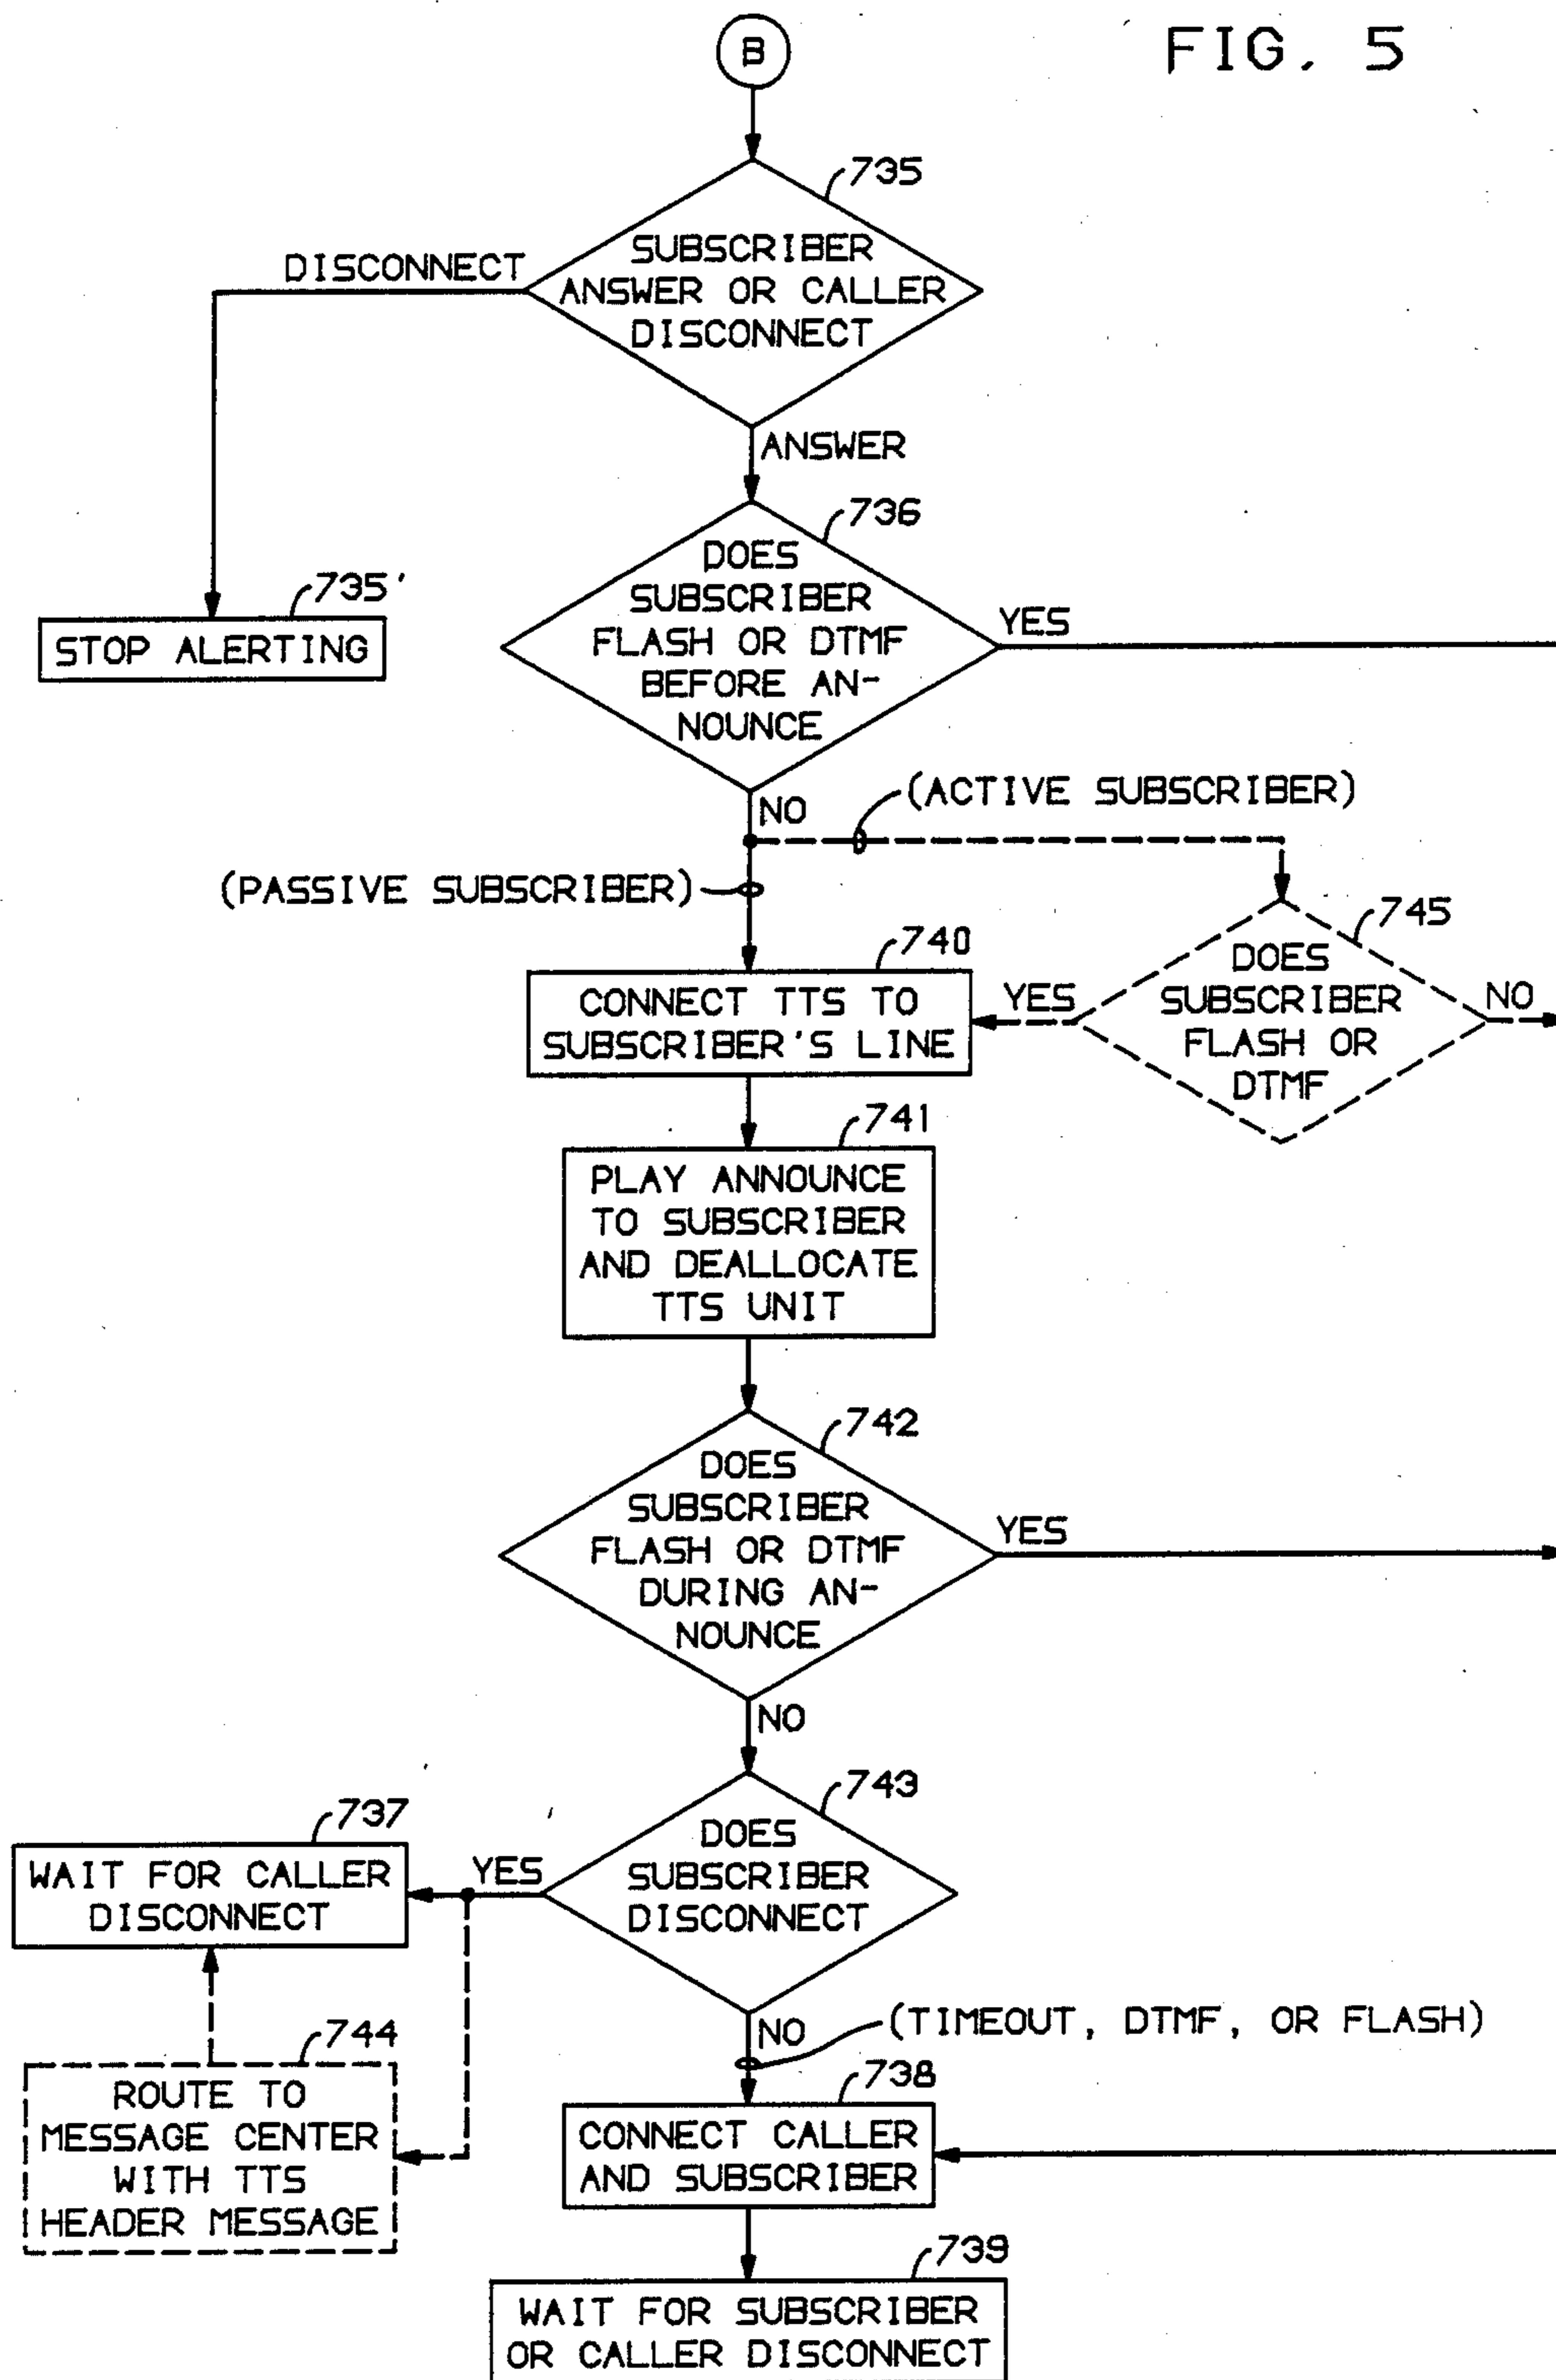 FIG. 5
B
735
SUBSCRIBER
ANSWER OR CALLER
DISCONNECT
DISCONNECT
ANSWER
735'
STOP ALERTING
736
DOES
SUBSCRIBER
FLASH OR DTMF
BEFORE AN-
NOUNCE
YES
NO
(ACTIVE SUBSCRIBER)
(PASSIVE SUBSCRIBER)
740
CONNECT TTS TO
SUBSCRIBER'S LINE
YES
745
DOES
SUBSCRIBER
FLASH OR
DTMF
NO
741
PLAY ANNOUNCE
TO SUBSCRIBER
AND DEALLOCATE
TTS UNIT
742
DOES
SUBSCRIBER
FLASH OR DTMF
DURING AN-
NOUNCE
YES
NO
743
DOES
SUBSCRIBER
DISCONNECT
YES
737
WAIT FOR CALLER
DISCONNECT
744
ROUTE TO
MESSAGE CENTER
WITH TTS
HEADER MESSAGE
NO
(TIMEOUT, DTMF, OR FLASH)
738
CONNECT CALLER
AND SUBSCRIBER
739
WAIT FOR SUBSCRIBER
OR CALLER DISCONNECT